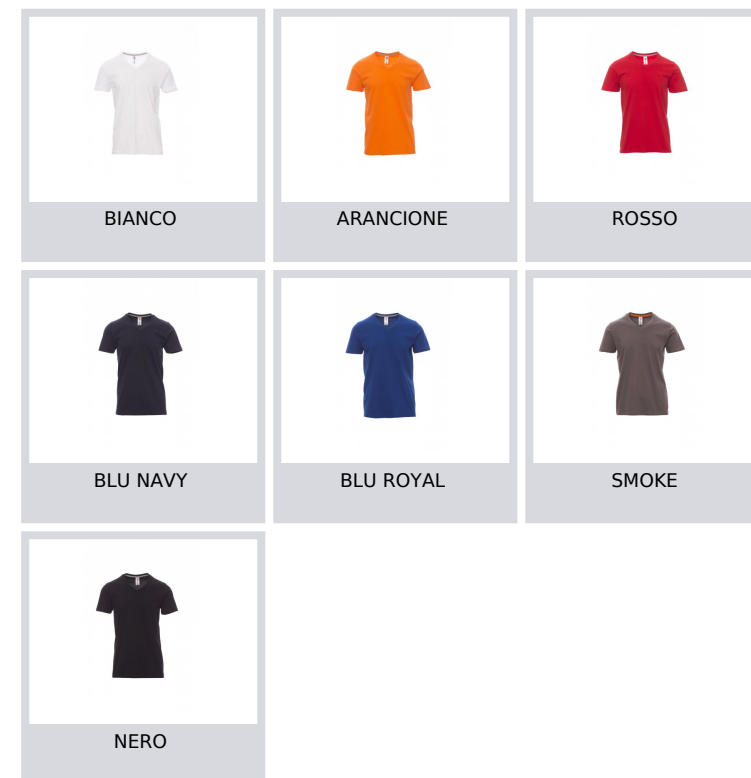 BIANCO
ARANCIONE
ROSSO
BLU NAVY
BLU ROYAL
SMOKE
NERO